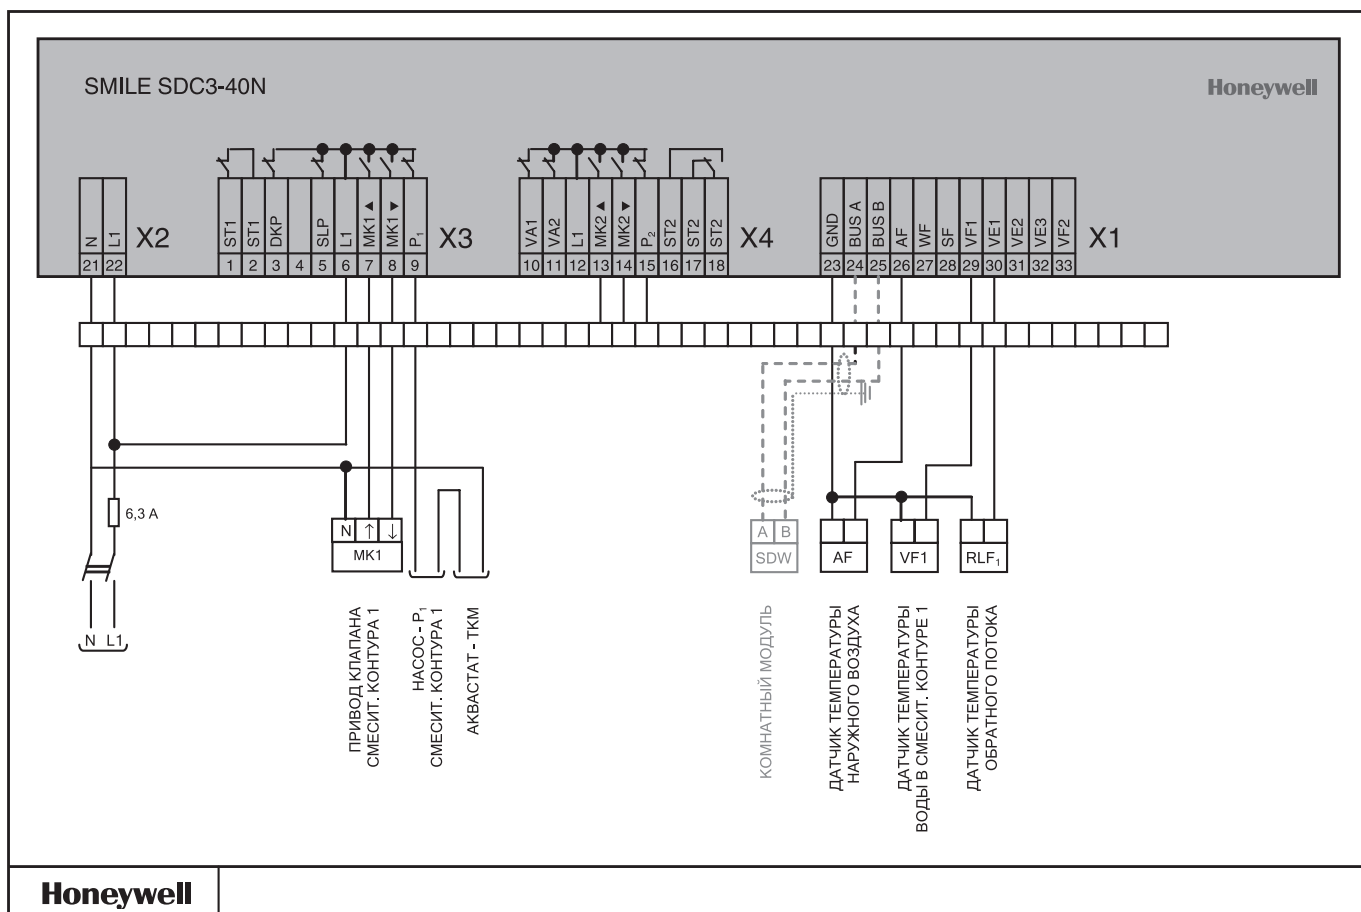 SMILE SDC3-40N
Honeywell
N L1 X2
21 22
ST1 ST1 DKP SLP L1 MK1 ▲ MK1 ▼ P₁ X3
1 2 3 4 5 6 7 8 9
VA1 VA2 L1 MK2 ▲ MK2 ▼ P₂ ST2 ST2 ST2 X4
10 11 12 13 14 15 16 17 18
GND BUS A BUS B AF WF SF VF1 VE1 VE2 VE3 VF2 X1
23 24 25 26 27 28 29 30 31 32 33
6,3 A
N L1
N ↑ ↓
MK1
A B
SDW
AF
VF1
RLF₁
ПРИВОД КЛАПАНА
СМЕСИТ. КОНТУРА 1
НАСОС - P₁
СМЕСИТ. КОНТУРА 1
АКВАСТАТ - ТКМ
КОМНАТНЫЙ МОДУЛЬ
ДАТЧИК ТЕМПЕРАТУРЫ
НАРУЖНОГО ВОЗДУХА
ДАТЧИК ТЕМПЕРАТУРЫ
ВОДЫ В СМЕСИТ. КОНТУРЕ 1
ДАТЧИК ТЕМПЕРАТУРЫ
ОБРАТНОГО ПОТОКА
Honeywell